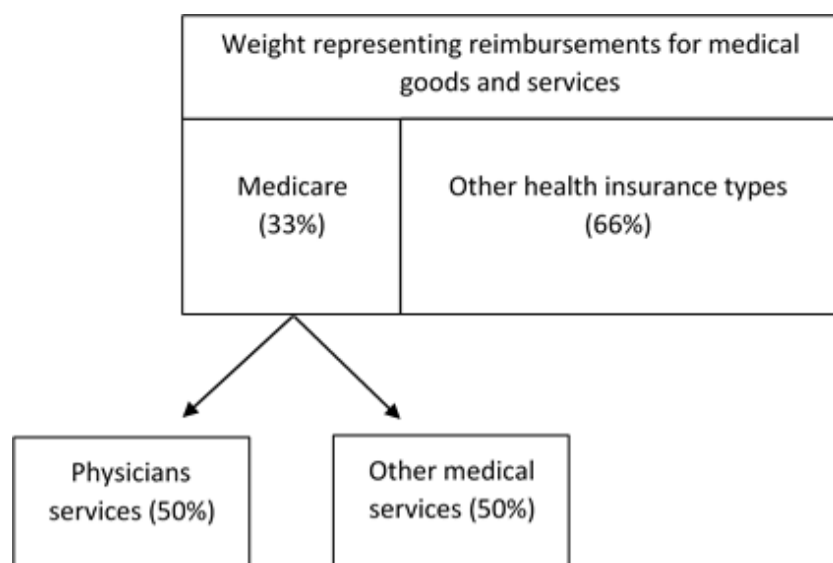 Weight representing reimbursements for medical
goods and services
Medicare
(33%)
Other health insurance types
(66%)
Physicians
services (50%)
Other medical
services (50%)